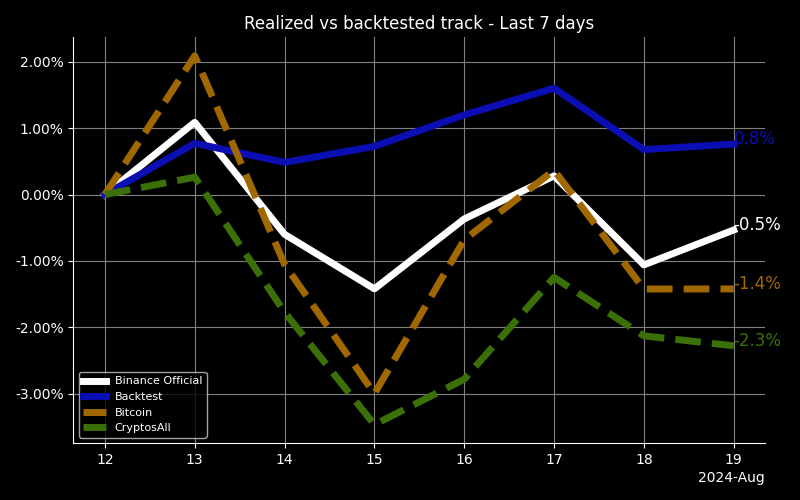 Realized vs backtested track - Last 7 days
2.00%
1.00%
0.00%
-1.00%
-2.00%
-3.00%
0.8%
-0.5%
-1.4%
-2.3%
Binance Official
Backtest
Bitcoin
CryptosAll
12 13 14 15 16 17 18 19
2024-Aug